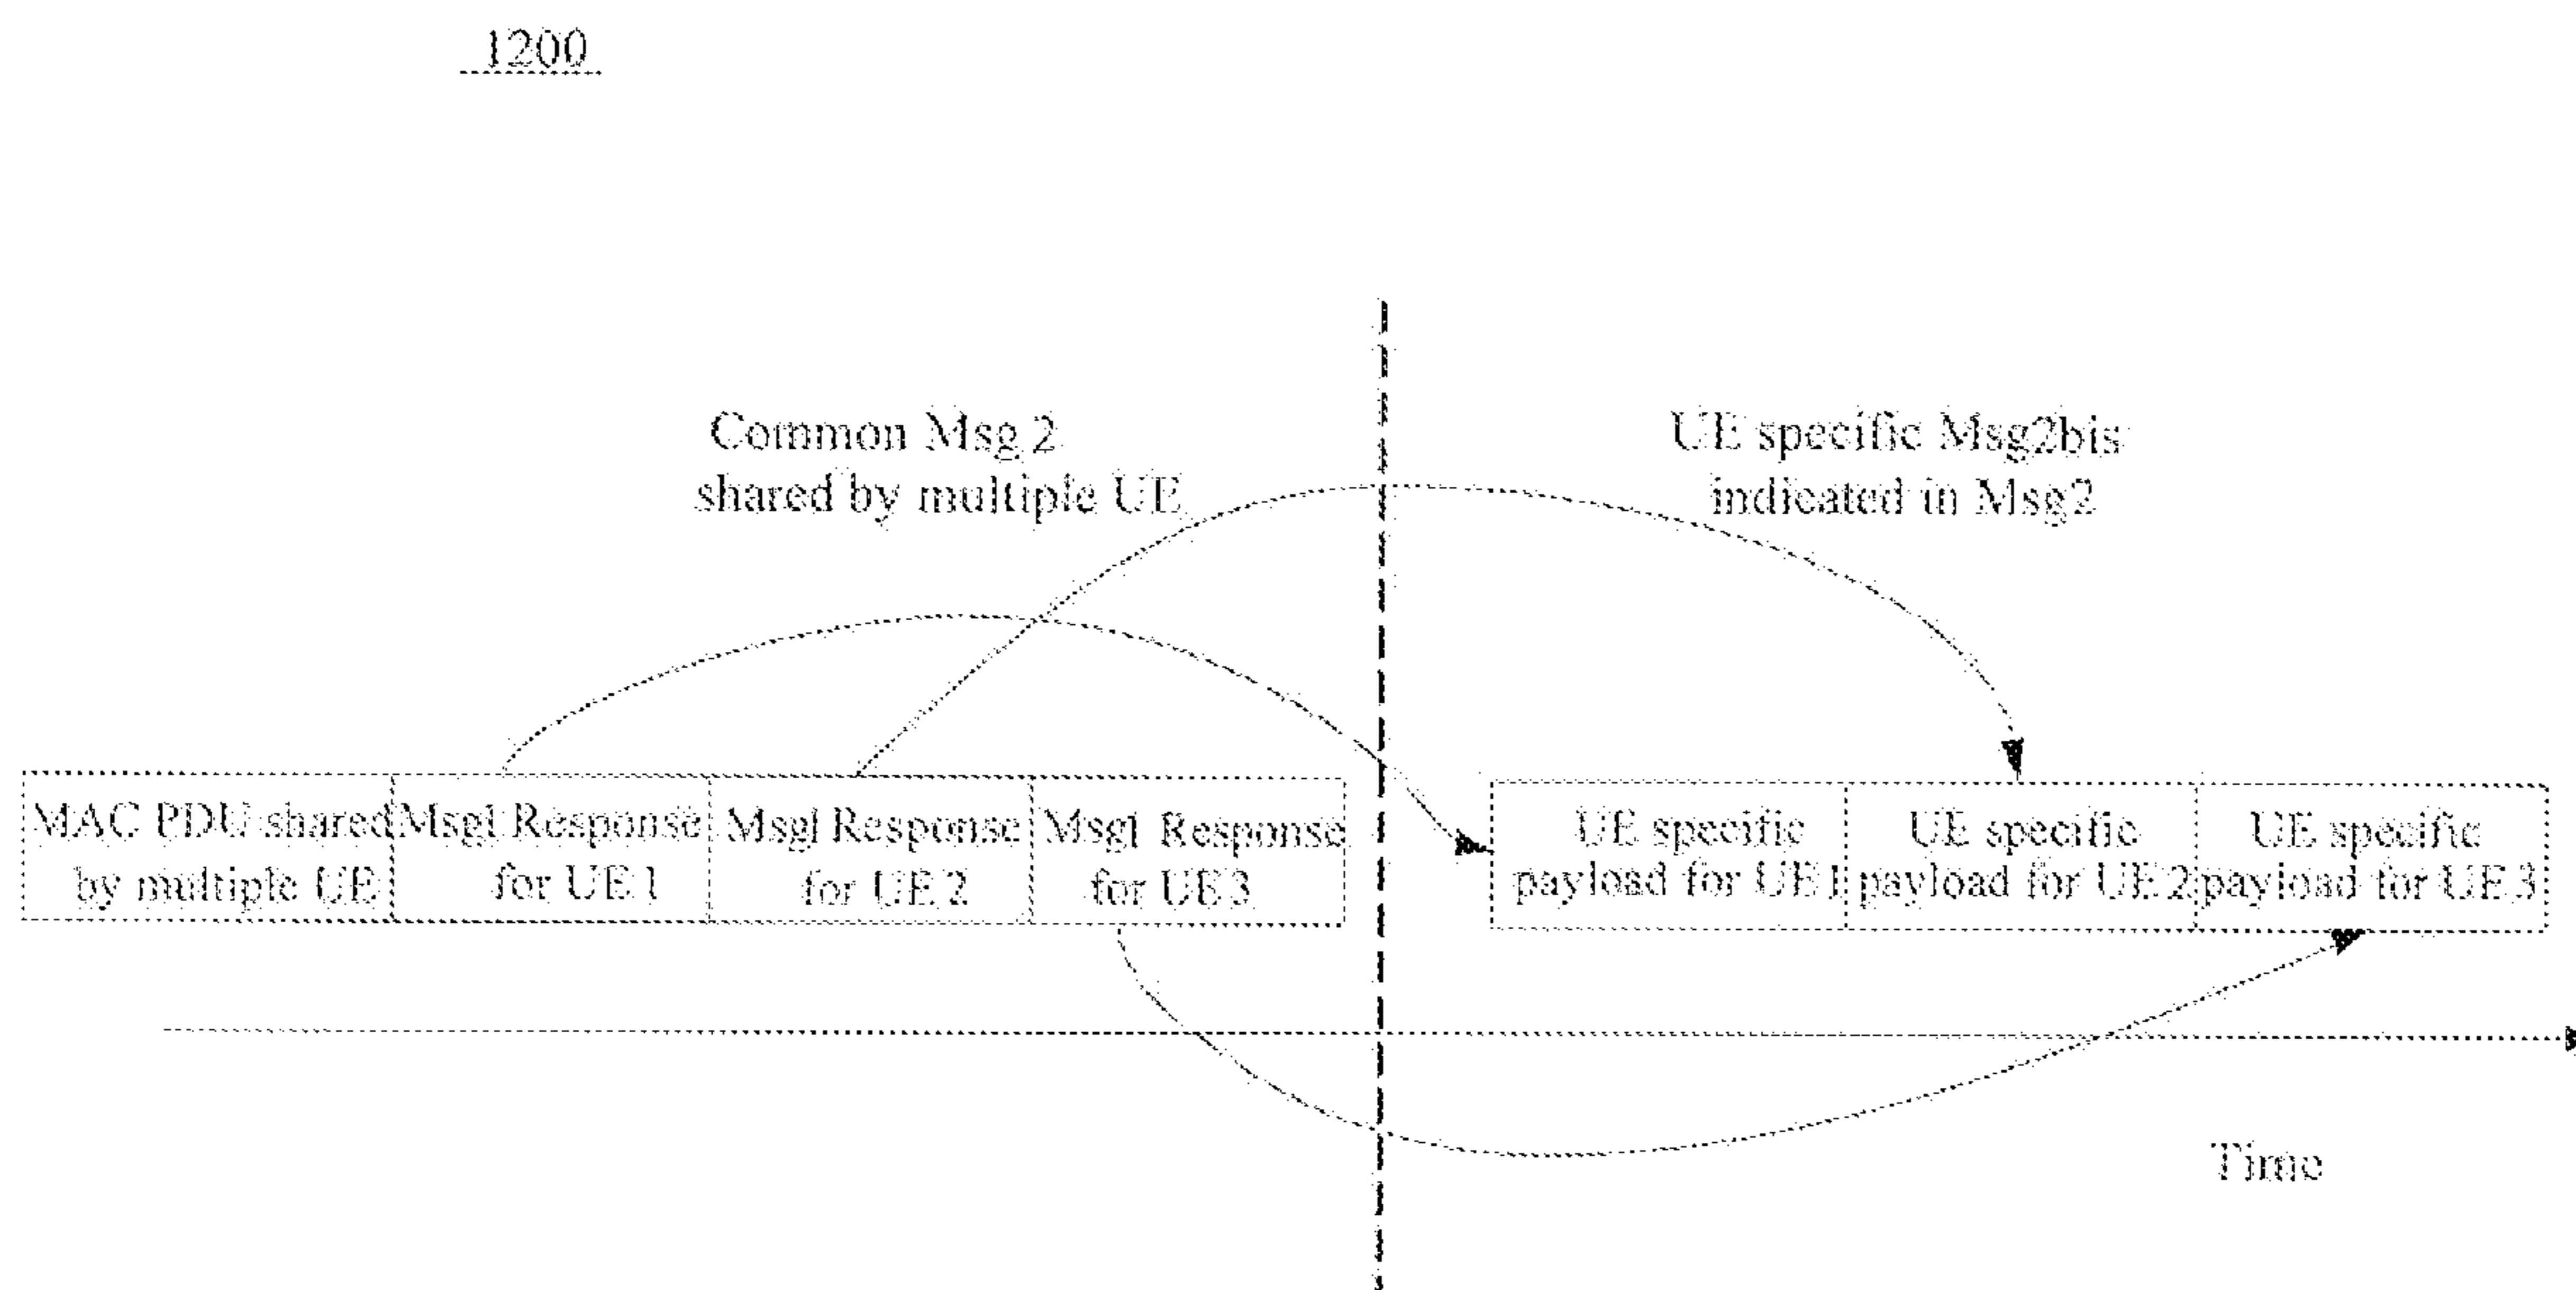 1200
Common Msg 2
shared by multiple UE
UE specific Msg2bis
indicated in Msg2
MAC PDU shared
by multiple UE
Msg1 Response
for UE 1
Msg1 Response
for UE 2
Msg1 Response
for UE 3
UE specific
payload for UE 1
UE specific
payload for UE 2
UE specific
payload for UE 3
Time